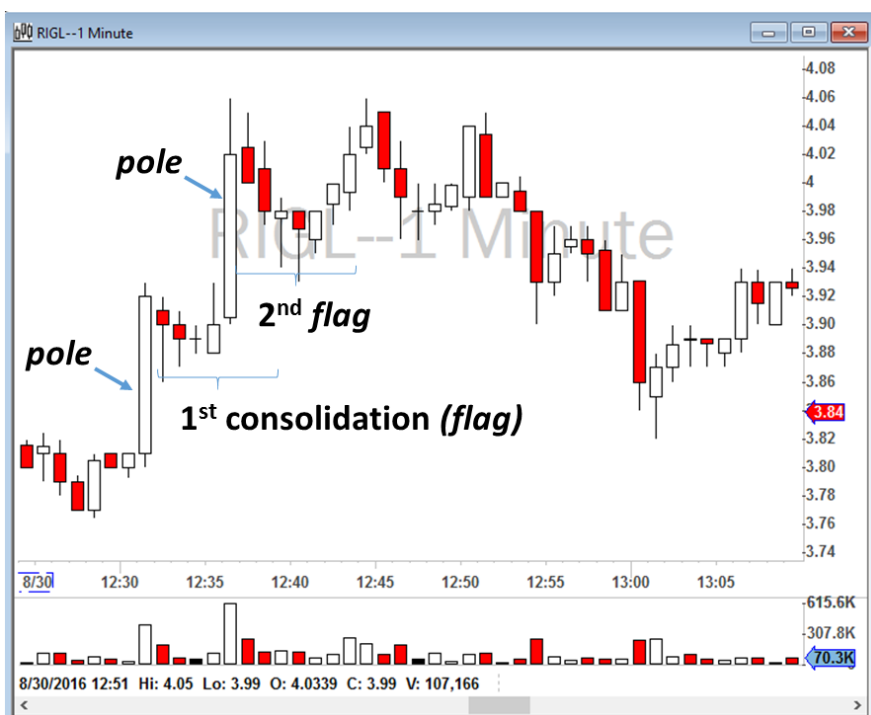 RIGL--1 Minute
4.08
4.06
4.04
4.02
4
3.98
3.96
3.94
3.92
3.90
3.88
3.86
3.84
3.82
3.80
3.78
3.76
3.74
RIGL--1 Minute
pole
2nd flag
pole
1st consolidation (flag)
8/30 12:30 12:35 12:40 12:45 12:50 12:55 13:00 13:05
615.6K
307.8K
70.3K
8/30/2016 12:51 Hi: 4.05 Lo: 3.99 O: 4.0339 C: 3.99 V: 107,166